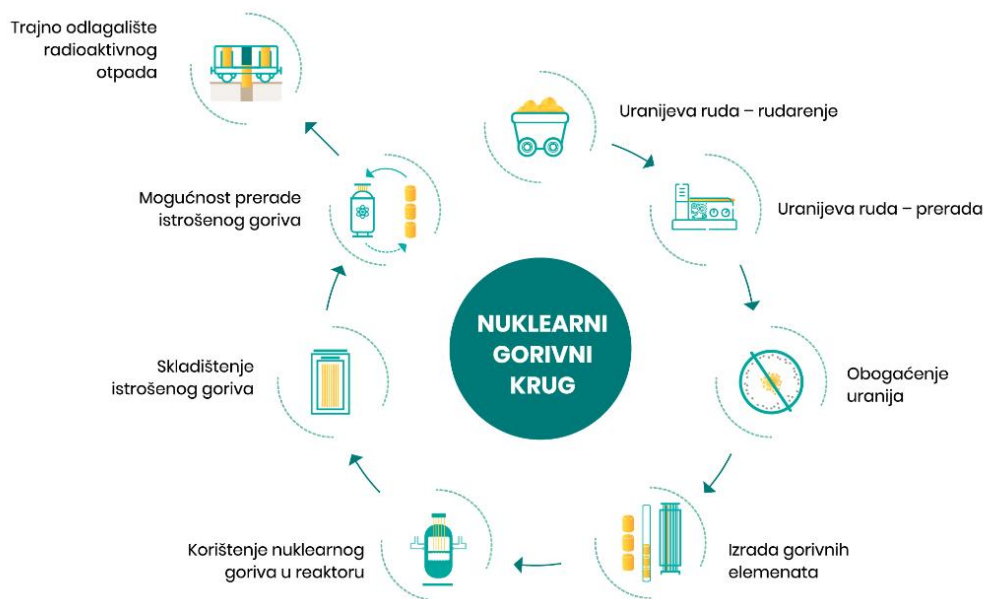 Trajno odlagalište
radioaktivnog
otpada
Uranijeva ruda – rudarenje
Mogućnost prerade
istrošenog goriva
Uranijeva ruda – prerada
NUKLEARNI
GORIVNI
KRUG
Skladištenje
istrošenog goriva
Obogaćenje
uranija
Korištenje nuklearnog
goriva u reaktoru
Izrada gorivnih
elemenata